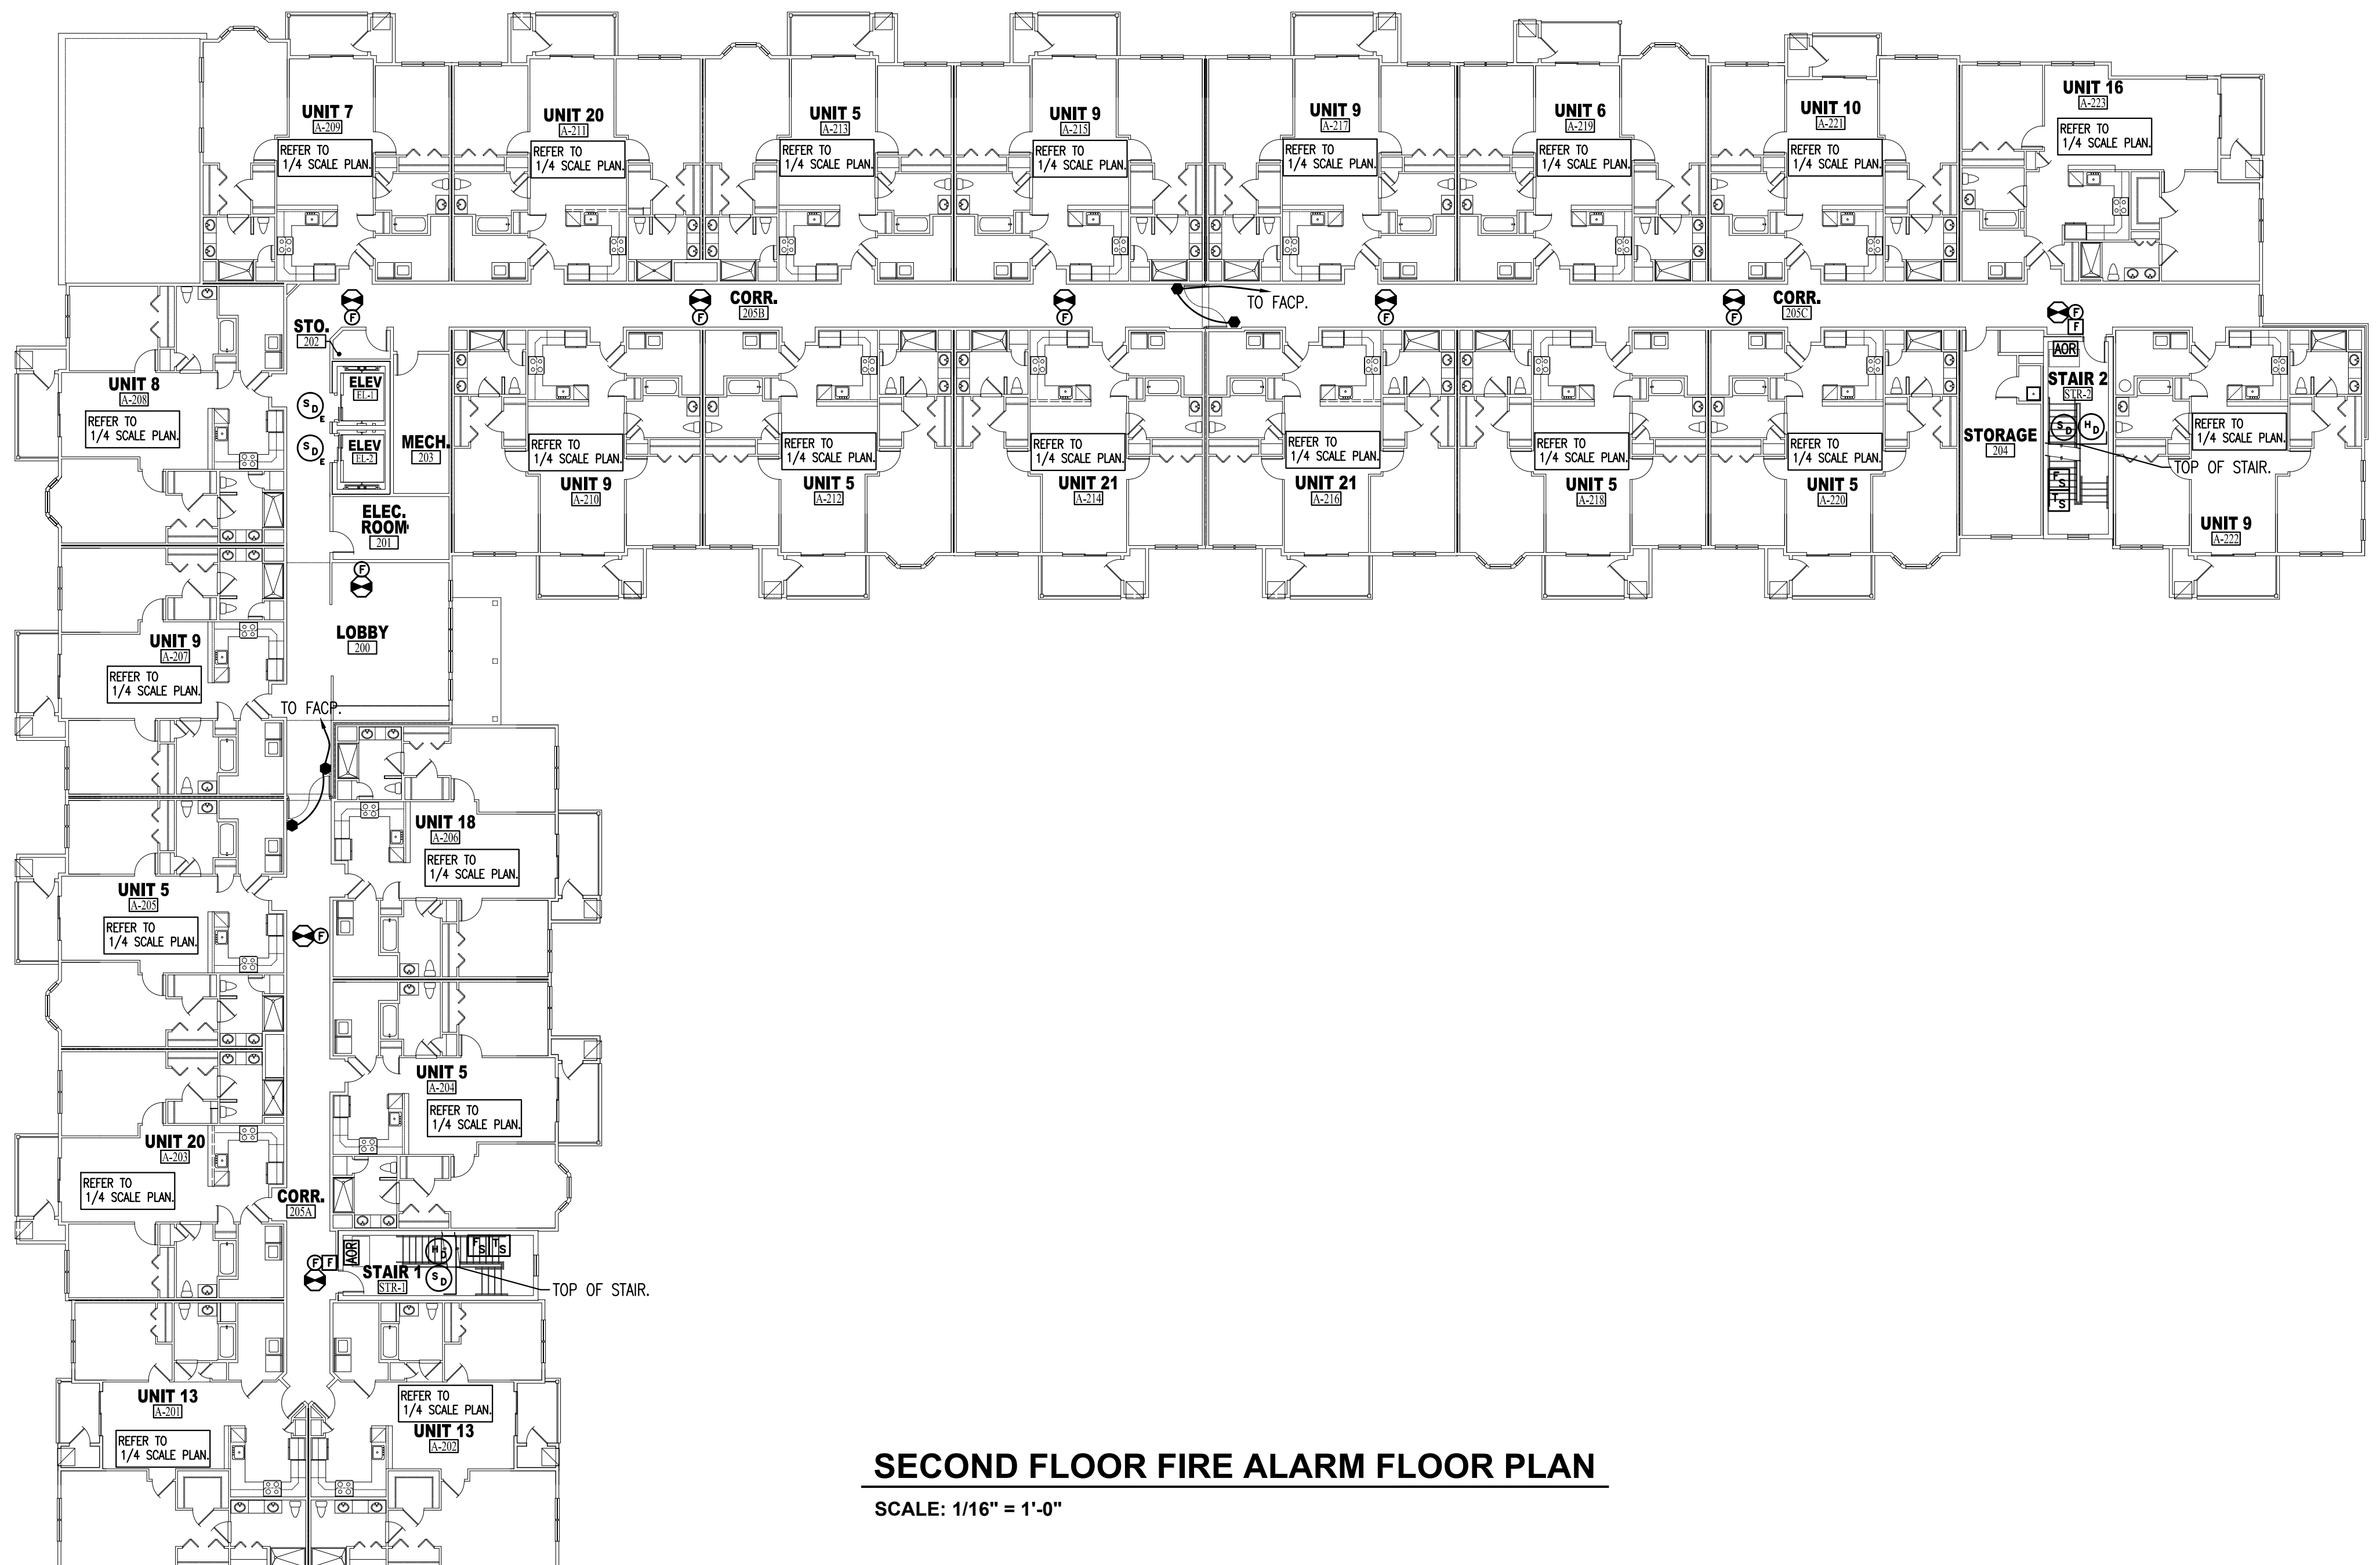 UNIT 7
A-209
REFER TO
1/4 SCALE PLAN.
UNIT 20
A-211
REFER TO
1/4 SCALE PLAN.
UNIT 5
A-213
REFER TO
1/4 SCALE PLAN.
UNIT 9
A-215
REFER TO
1/4 SCALE PLAN.
UNIT 9
A-217
REFER TO
1/4 SCALE PLAN.
UNIT 6
A-219
REFER TO
1/4 SCALE PLAN.
UNIT 10
A-221
REFER TO
1/4 SCALE PLAN.
UNIT 16
A-223
REFER TO
1/4 SCALE PLAN.
F
F
CORR.
205B
F
TO FACP.
F
F
CORR.
205C
F
F
STO.
202
ELEV
EL-1
S
D
E
ELEV
EL-2
S
D
E
MECH.
203
ELEC.
ROOM
201
UNIT 8
A-208
REFER TO
1/4 SCALE PLAN.
REFER TO
1/4 SCALE PLAN.
UNIT 9
A-210
REFER TO
1/4 SCALE PLAN.
UNIT 5
A-212
REFER TO
1/4 SCALE PLAN.
UNIT 21
A-214
REFER TO
1/4 SCALE PLAN.
UNIT 21
A-216
REFER TO
1/4 SCALE PLAN.
UNIT 5
A-218
REFER TO
1/4 SCALE PLAN.
UNIT 5
A-220
STORAGE
204
AOR
STAIR 2
STR-2
S
D
H
D
TOP OF STAIR.
F
S
T
S
REFER TO
1/4 SCALE PLAN.
UNIT 9
A-222
F
LOBBY
200
UNIT 9
A-207
REFER TO
1/4 SCALE PLAN.
TO FACP.
UNIT 18
A-206
REFER TO
1/4 SCALE PLAN.
UNIT 5
A-205
REFER TO
1/4 SCALE PLAN.
F
UNIT 5
A-204
REFER TO
1/4 SCALE PLAN.
UNIT 20
A-203
REFER TO
1/4 SCALE PLAN.
CORR.
205A
F
F
AOR
H
D
F
S
T
S
STAIR 1
STR-1
S
D
TOP OF STAIR.
UNIT 13
A-201
REFER TO
1/4 SCALE PLAN.
REFER TO
1/4 SCALE PLAN.
UNIT 13
A-202
SECOND FLOOR FIRE ALARM FLOOR PLAN
SCALE: 1/16" = 1'-0"